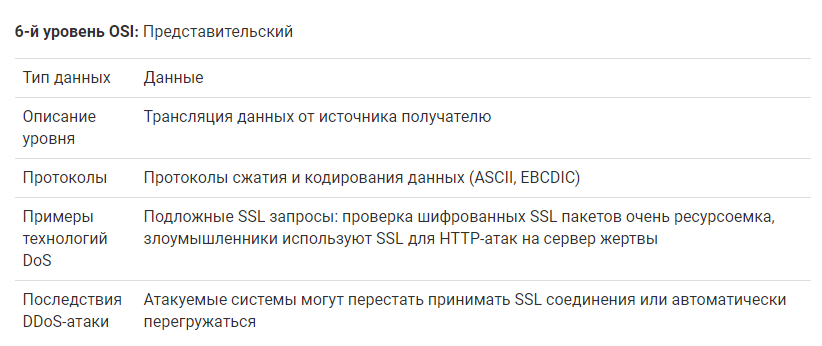 6-й уровень OSI: Представительский
Тип данных Данные
Описание уровня Трансляция данных от источника получателю
Протоколы Протоколы сжатия и кодирования данных (ASCII, EBCDIC)
Примеры технологий DoS Подложные SSL запросы: проверка шифрованных SSL пакетов очень ресурсоемка,
злоумышленники используют SSL для HTTP-атак на сервер жертвы
Последствия DDoS-атаки Атакуемые системы могут перестать принимать SSL соединения или автоматически
перегружаться